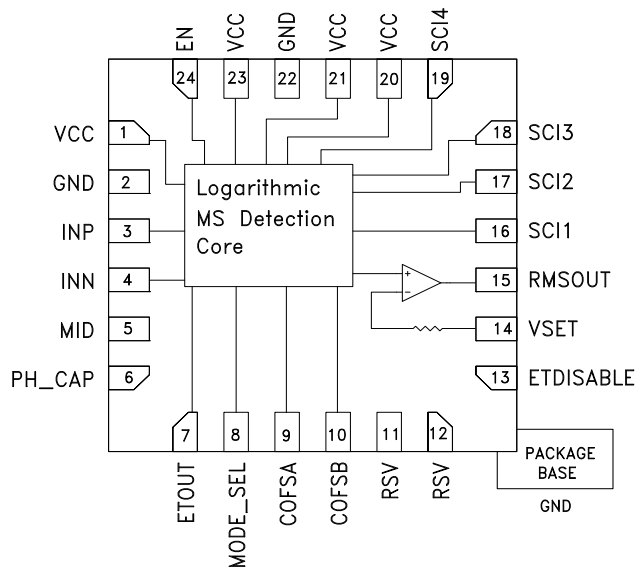 EN
VCC
GND
VCC
VCC
SCI4
24
23
22
21
20
19
VCC
1
18
SCI3
GND
2
17
SCI2
INP
3
16
SCI1
INN
4
15
RMSOUT
MID
5
14
VSET
PH_CAP
6
13
ETDISABLE
Logarithmic
MS Detection
Core
+
−
7
8
9
10
11
12
ETOUT
MODE_SEL
COFSA
COFSB
RSV
RSV
PACKAGE
BASE
GND